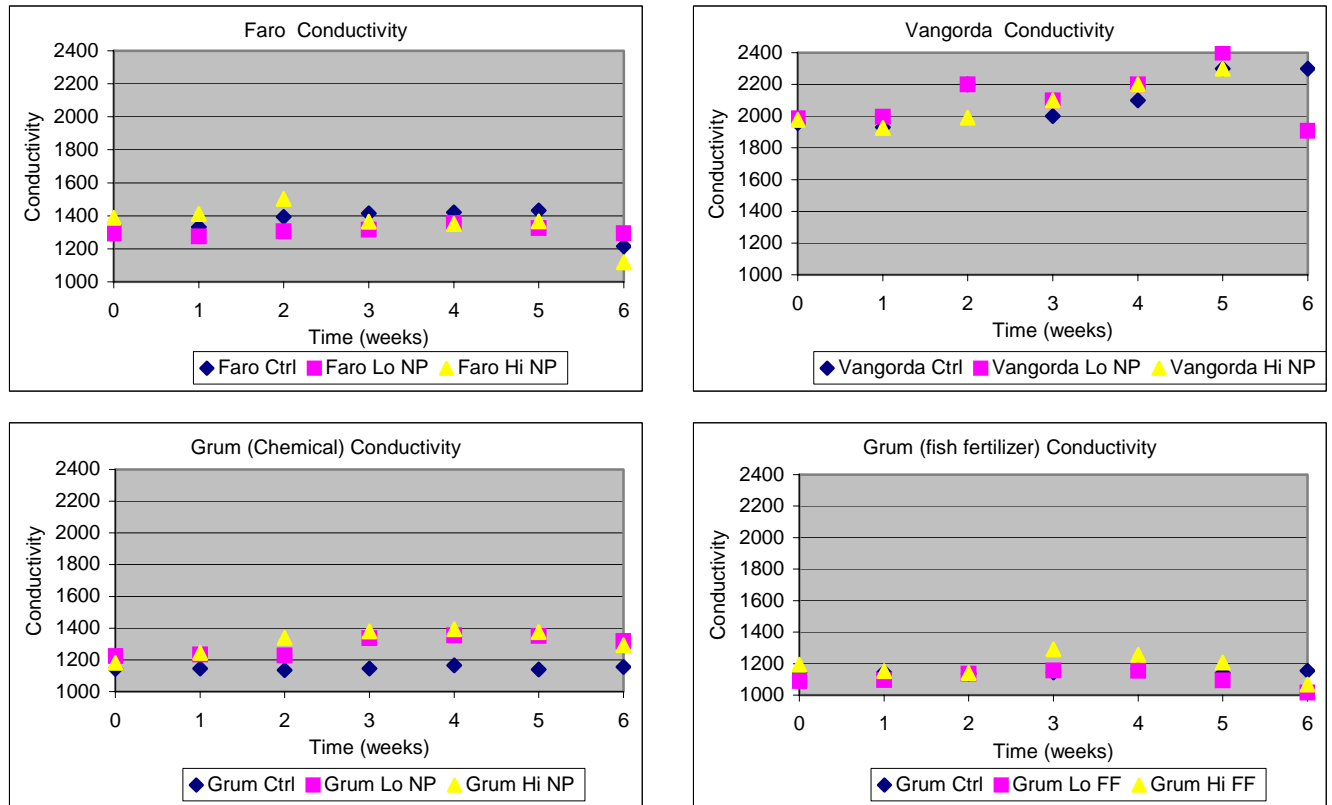 Faro  Conductivity
2400
2200
2000
1800
1600
1400
1200
1000
Conductivity
0 1 2 3 4 5 6
Time (weeks)
Faro Ctrl Faro Lo NP Faro Hi NP
Vangorda  Conductivity
2400
2200
2000
1800
1600
1400
1200
1000
Conductivity
0 1 2 3 4 5 6
Time (weeks)
Vangorda Ctrl Vangorda Lo NP Vangorda Hi NP
Grum (Chemical) Conductivity
2400
2200
2000
1800
1600
1400
1200
1000
Conductivity
0 1 2 3 4 5 6
Time (weeks)
Grum Ctrl Grum Lo NP Grum Hi NP
Grum (fish fertilizer) Conductivity
2400
2200
2000
1800
1600
1400
1200
1000
Conductivity
0 1 2 3 4 5 6
Time (weeks)
Grum Ctrl Grum Lo FF Grum Hi FF